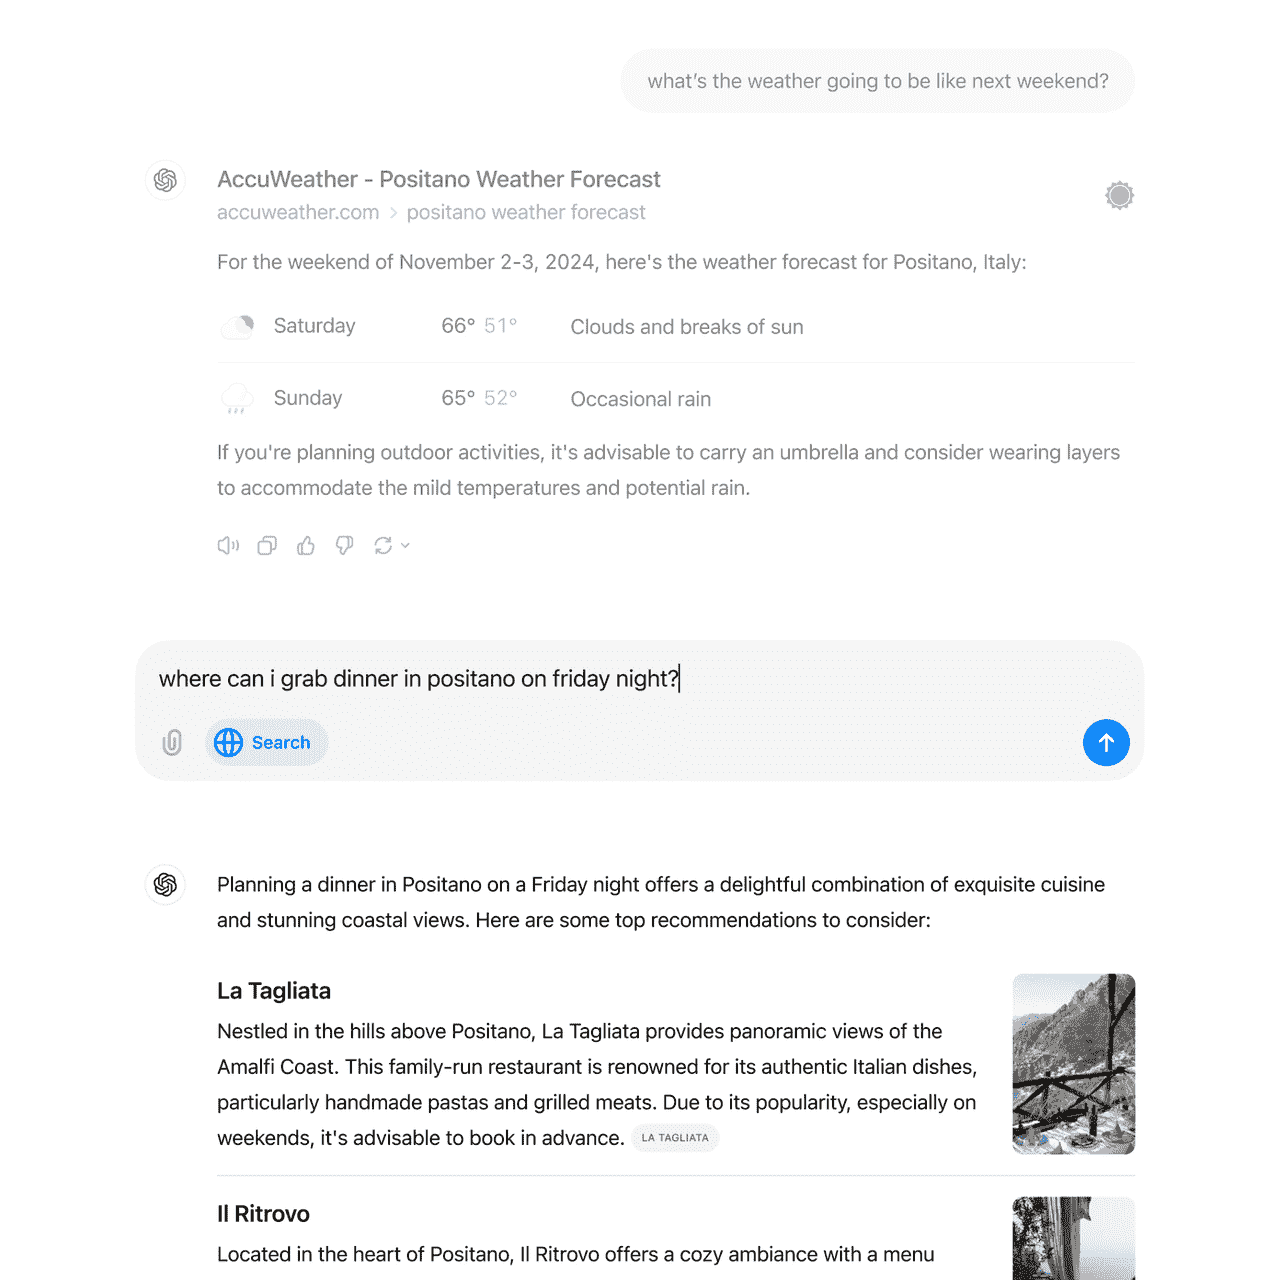 what's the weather going to be like next weekend?
AccuWeather - Positano Weather Forecast
accuweather.com > positano weather forecast
For the weekend of November 2-3, 2024, here's the weather forecast for Positano, Italy:
Saturday 66° 51° Clouds and breaks of sun
Sunday 65° 52° Occasional rain
If you're planning outdoor activities, it's advisable to carry an umbrella and consider wearing layers
to accommodate the mild temperatures and potential rain.
where can i grab dinner in positano on friday night?
Search
Planning a dinner in Positano on a Friday night offers a delightful combination of exquisite cuisine
and stunning coastal views. Here are some top recommendations to consider:
La Tagliata
Nestled in the hills above Positano, La Tagliata provides panoramic views of the
Amalfi Coast. This family-run restaurant is renowned for its authentic Italian dishes,
particularly handmade pastas and grilled meats. Due to its popularity, especially on
weekends, it's advisable to book in advance. LA TAGLIATA
Il Ritrovo
Located in the heart of Positano, Il Ritrovo offers a cozy ambiance with a menu